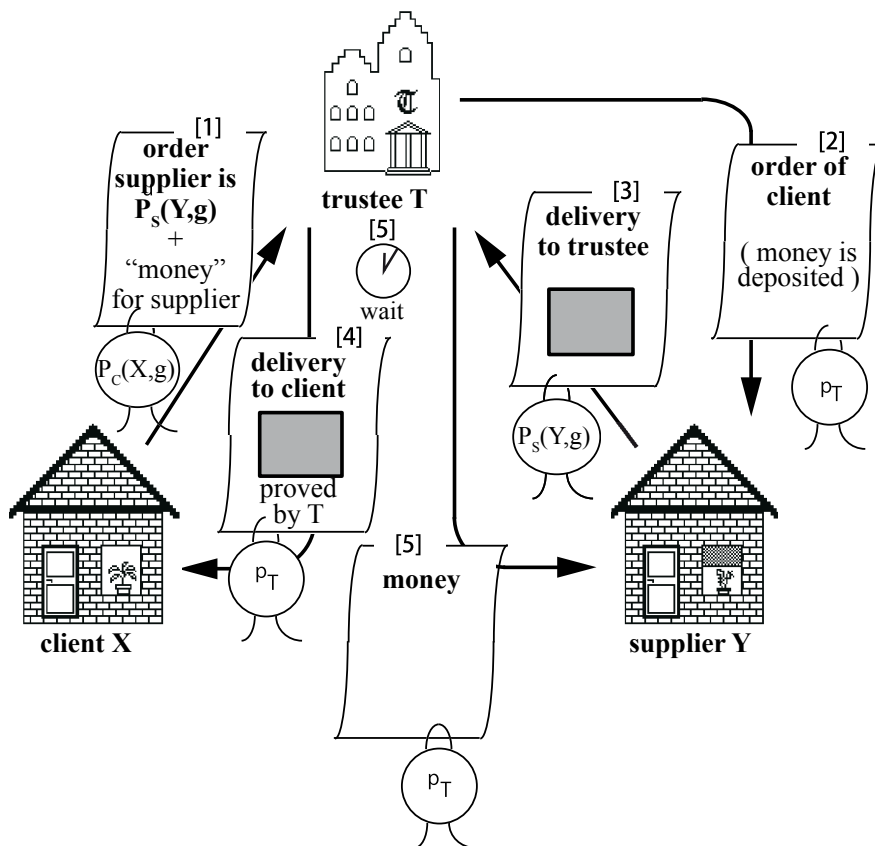 𝕿
trustee T
[1]
order
supplier is
P_S(Y,g)
+
“money”
for supplier
P_C(X,g)
[2]
order of
client
( money is
deposited )
p_T
[3]
delivery
to trustee
P_S(Y,g)
[5]
wait
[4]
delivery
to client
proved
by T
p_T
client X
[5]
money
p_T
supplier Y